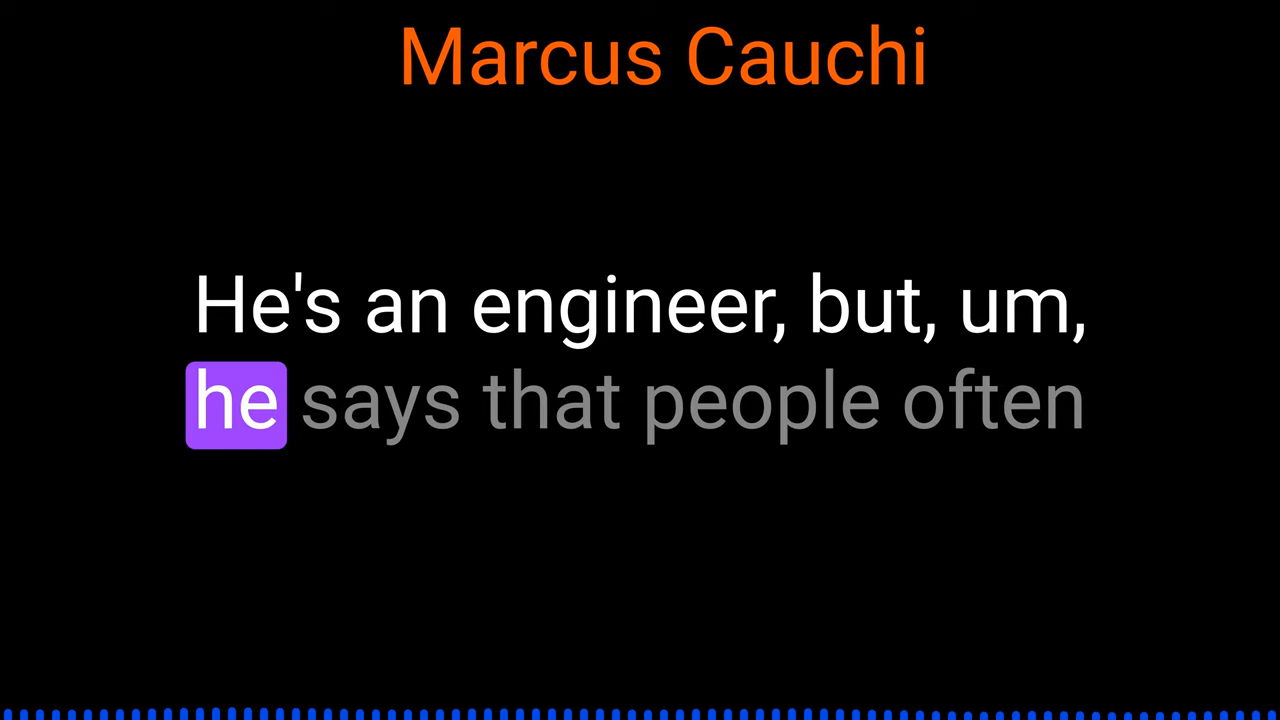 Marcus Cauchi
He's an engineer, but, um,
he says that people often